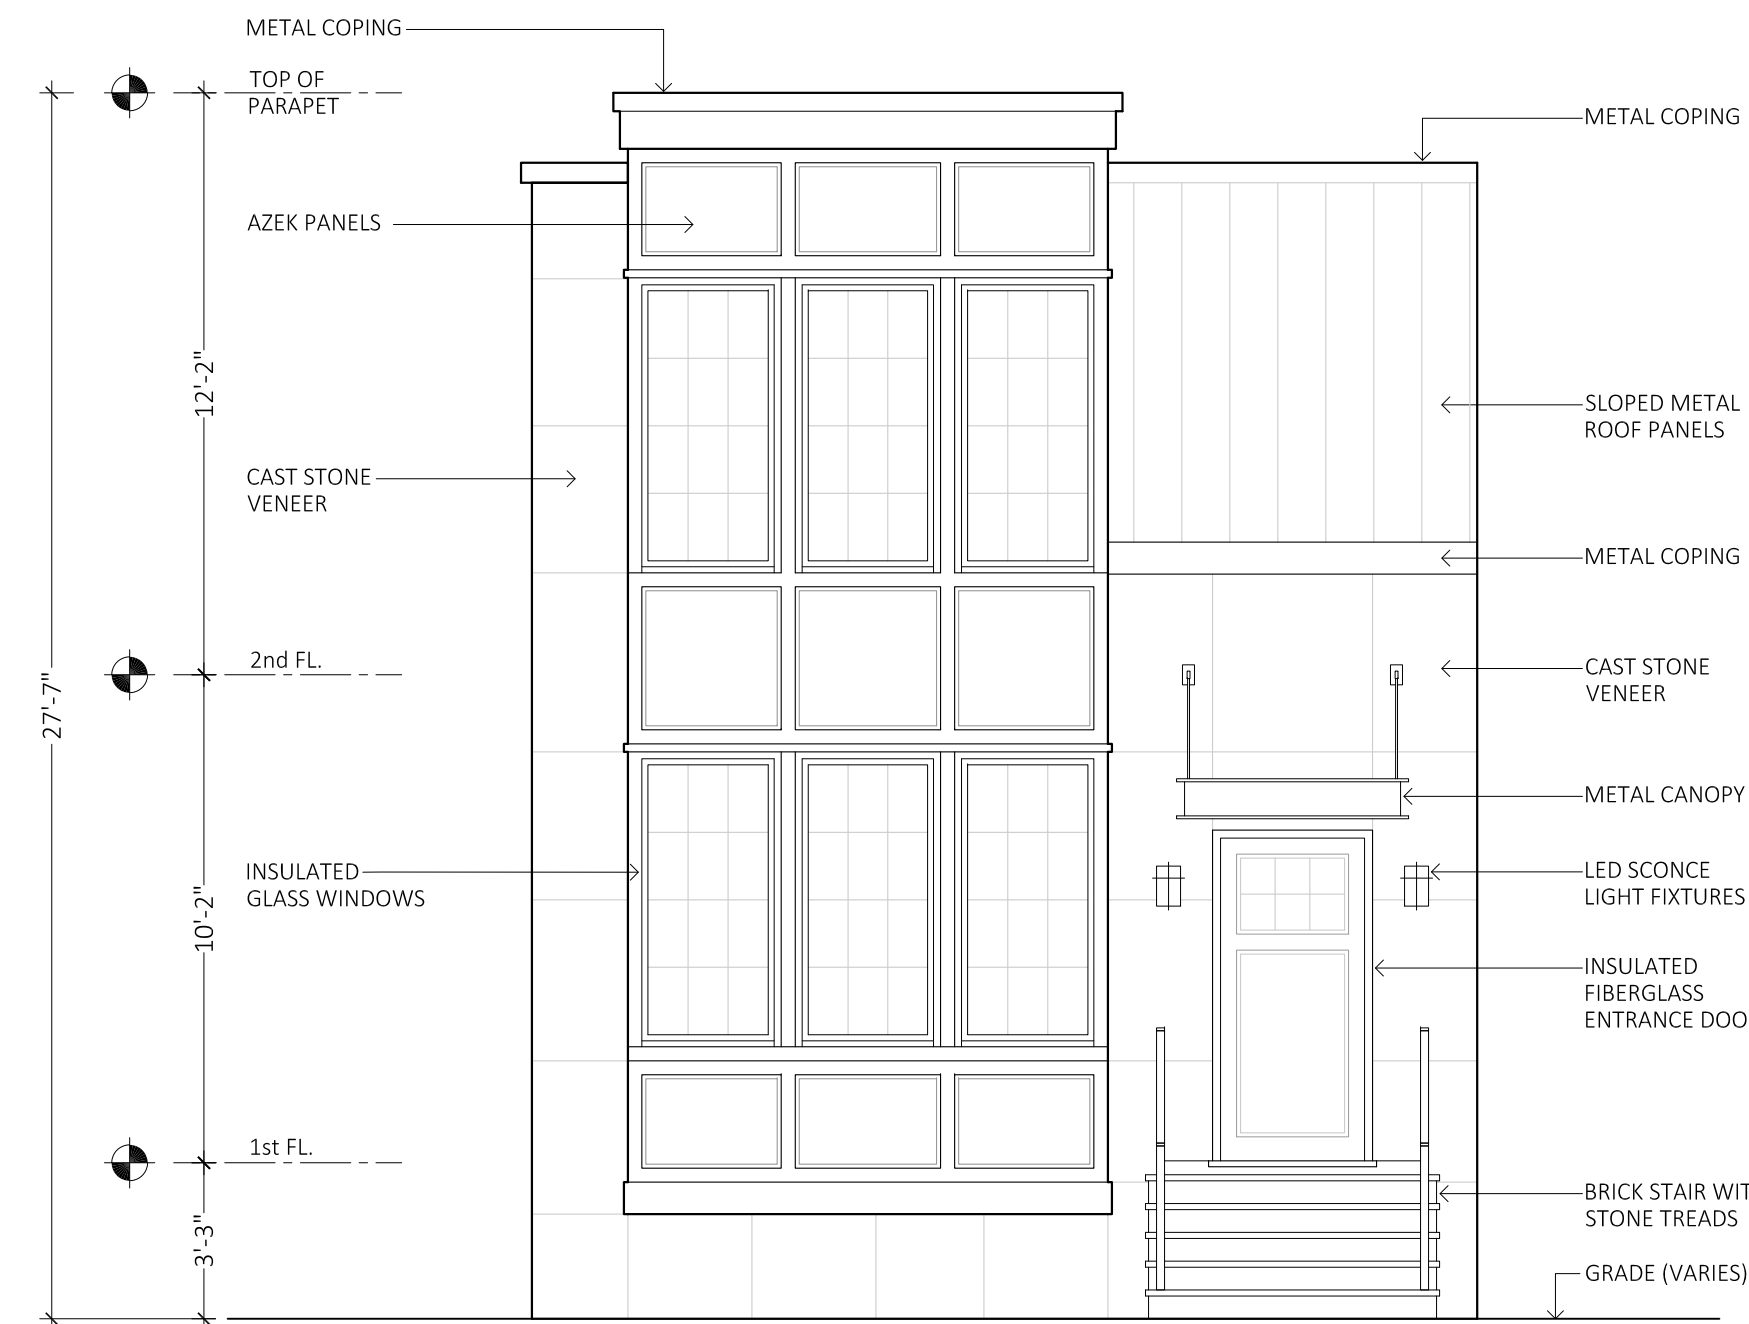 METAL COPING
TOP OF
PARAPET
METAL COPING
AZEK PANELS
12'-2"
SLOPED METAL
ROOF PANELS
CAST STONE
VENEER
METAL COPING
2nd FL.
27'-7"
CAST STONE
VENEER
METAL CANOPY
INSULATED
GLASS WINDOWS
LED SCONCE
LIGHT FIXTURES
10'-2"
INSULATED
FIBERGLASS
ENTRANCE DOO
1st FL.
BRICK STAIR WIT
STONE TREADS
3'-3"
GRADE (VARIES)